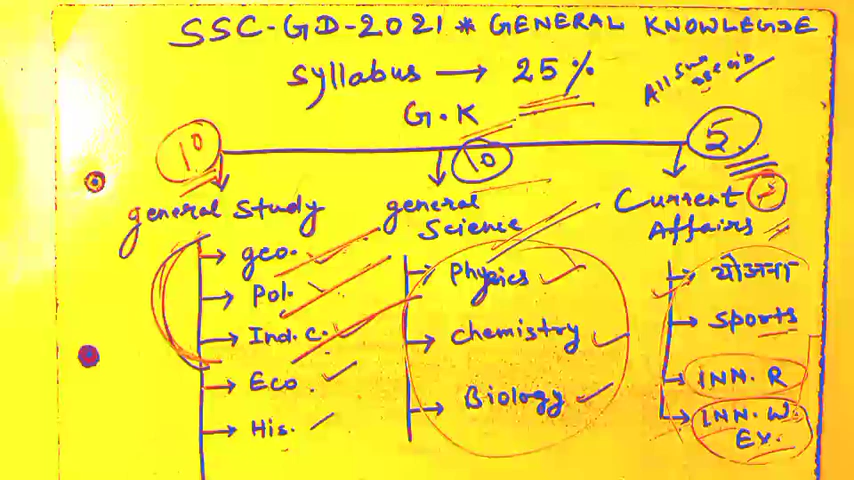 SSC-GD-2021 * GENERAL KNOWLEGDE
Syllabus → 25%
G.K
10
10
5
general Study
geo.
Pol.
Ind. C.
Eco.
His.
general Science
Physics
Chemistry
Biology
Current Affairs
योजना
Sports
INN. R
INN. W.
EX.